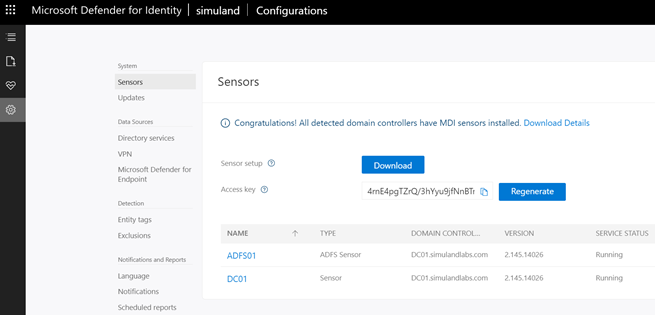 Microsoft Defender for Identity | simuland | Configurations
System
Sensors
Updates
Data Sources
Directory services
VPN
Microsoft Defender for
Endpoint
Detection
Entity tags
Exclusions
Notifications and Reports
Language
Notifications
Scheduled reports
Sensors
Congratulations! All detected domain controllers have MDI sensors installed. Download Details
Sensor setup
Download
Access key
4rnE4pgTZrQ/3hYyu9jfNnBTr
Regenerate
NAME TYPE DOMAIN CONTROL... VERSION SERVICE STATUS
ADFS01 ADFS Sensor DC01.simulandlabs.com 2.145.14026 Running
DC01 Sensor DC01.simulandlabs.com 2.145.14026 Running